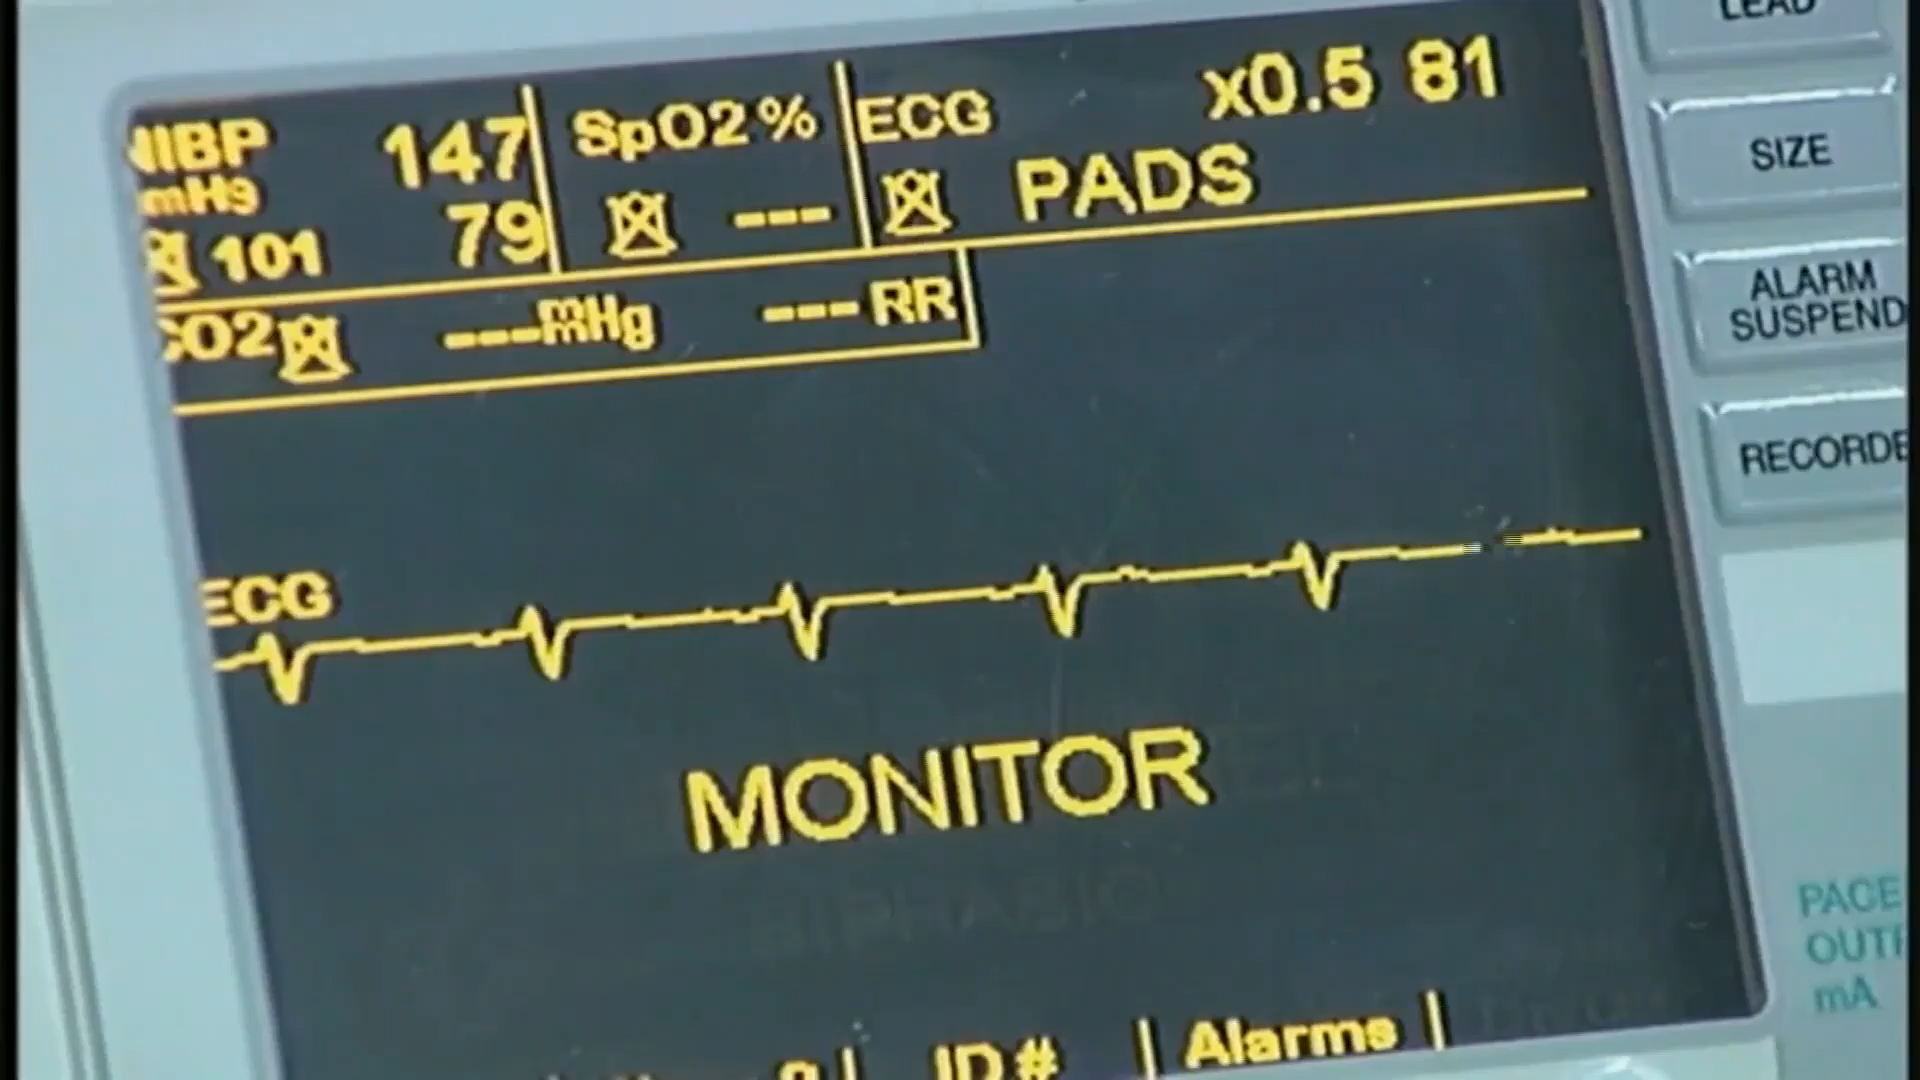 NIBP 147 SpO2 % ECG x0.5 81
mmHg 79 --- PADS
101
CO2 ---mmHg --- RR
ECG
MONITOR
ID# Alarms
LEAD
SIZE
ALARM
SUSPEND
RECORDE
PACE
OUTP
mA